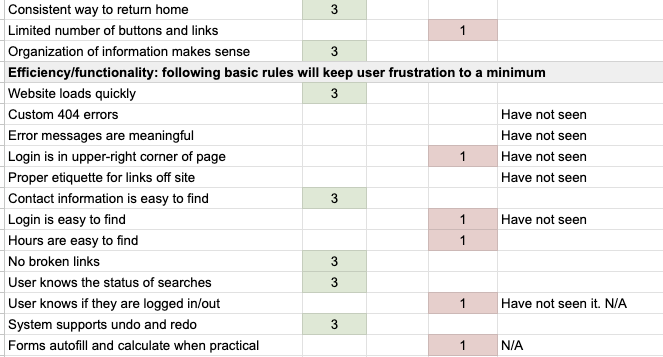 Consistent way to return home 3
Limited number of buttons and links 1
Organization of information makes sense 3
Efficiency/functionality: following basic rules will keep user frustration to a minimum
Website loads quickly 3
Custom 404 errors Have not seen
Error messages are meaningful Have not seen
Login is in upper-right corner of page 1 Have not seen
Proper etiquette for links off site Have not seen
Contact information is easy to find 3
Login is easy to find 1 Have not seen
Hours are easy to find 1
No broken links 3
User knows the status of searches 3
User knows if they are logged in/out 1 Have not seen it. N/A
System supports undo and redo 3
Forms autofill and calculate when practical 1 N/A